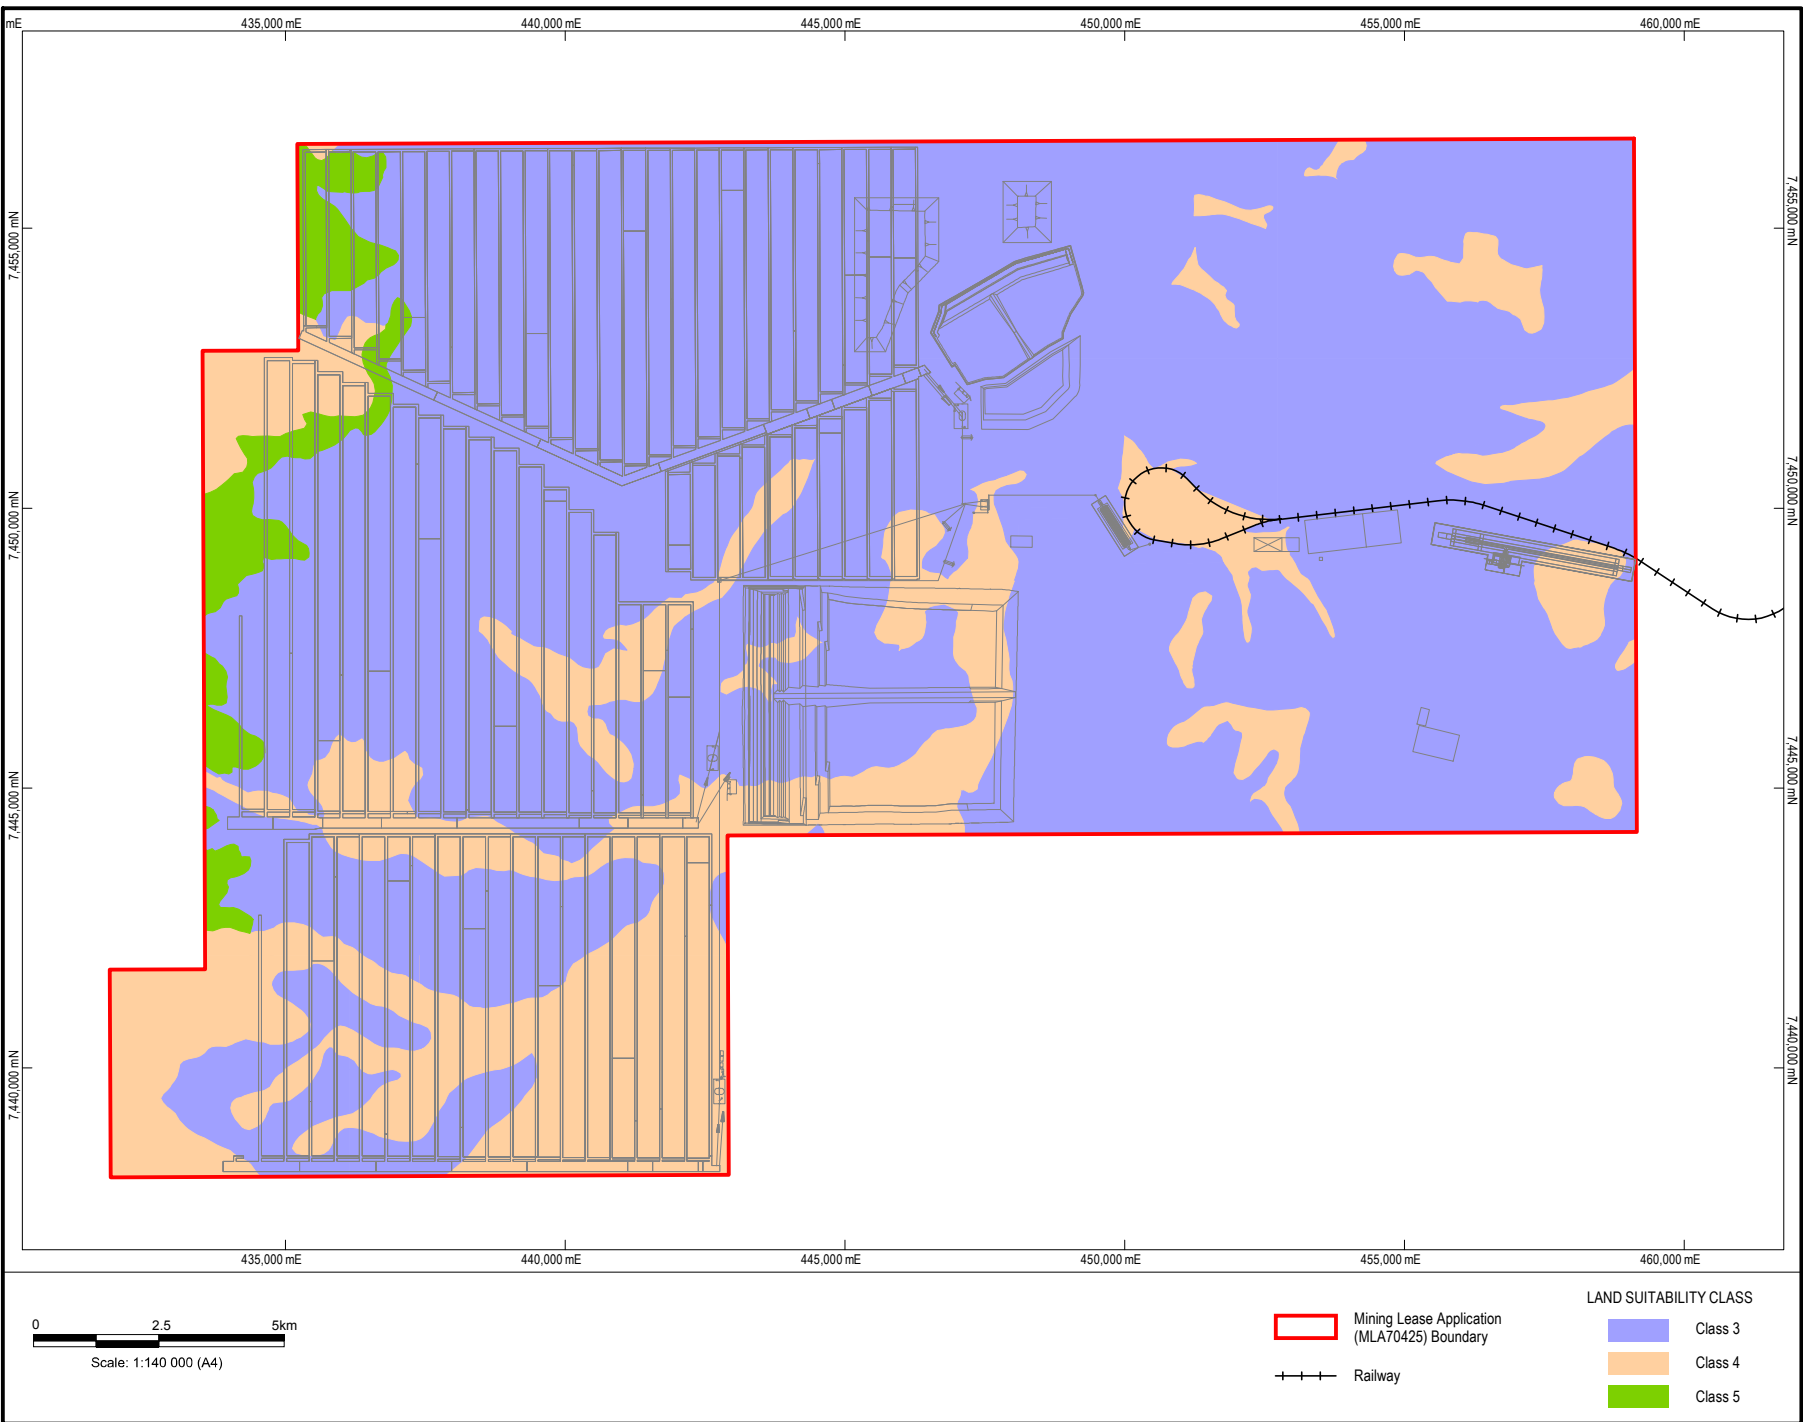 mE
435,000 mE
440,000 mE
445,000 mE
450,000 mE
455,000 mE
460,000 mE
7,455,000 mN
7,455,000 mN
7,450,000 mN
7,450,000 mN
7,445,000 mN
7,445,000 mN
7,440,000 mN
7,440,000 mN
435,000 mE
440,000 mE
445,000 mE
450,000 mE
455,000 mE
460,000 mE
0
2.5
5km
Scale: 1:140 000 (A4)
Mining Lease Application
(MLA70425) Boundary
Railway
LAND SUITABILITY CLASS
Class 3
Class 4
Class 5